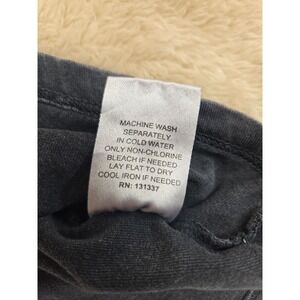 MACHINE WASH
SEPARATELY
IN COLD WATER
ONLY NON-CHLORINE
BLEACH IF NEEDED
LAY FLAT TO DRY
COOL IRON IF NEEDED
RN: 131337